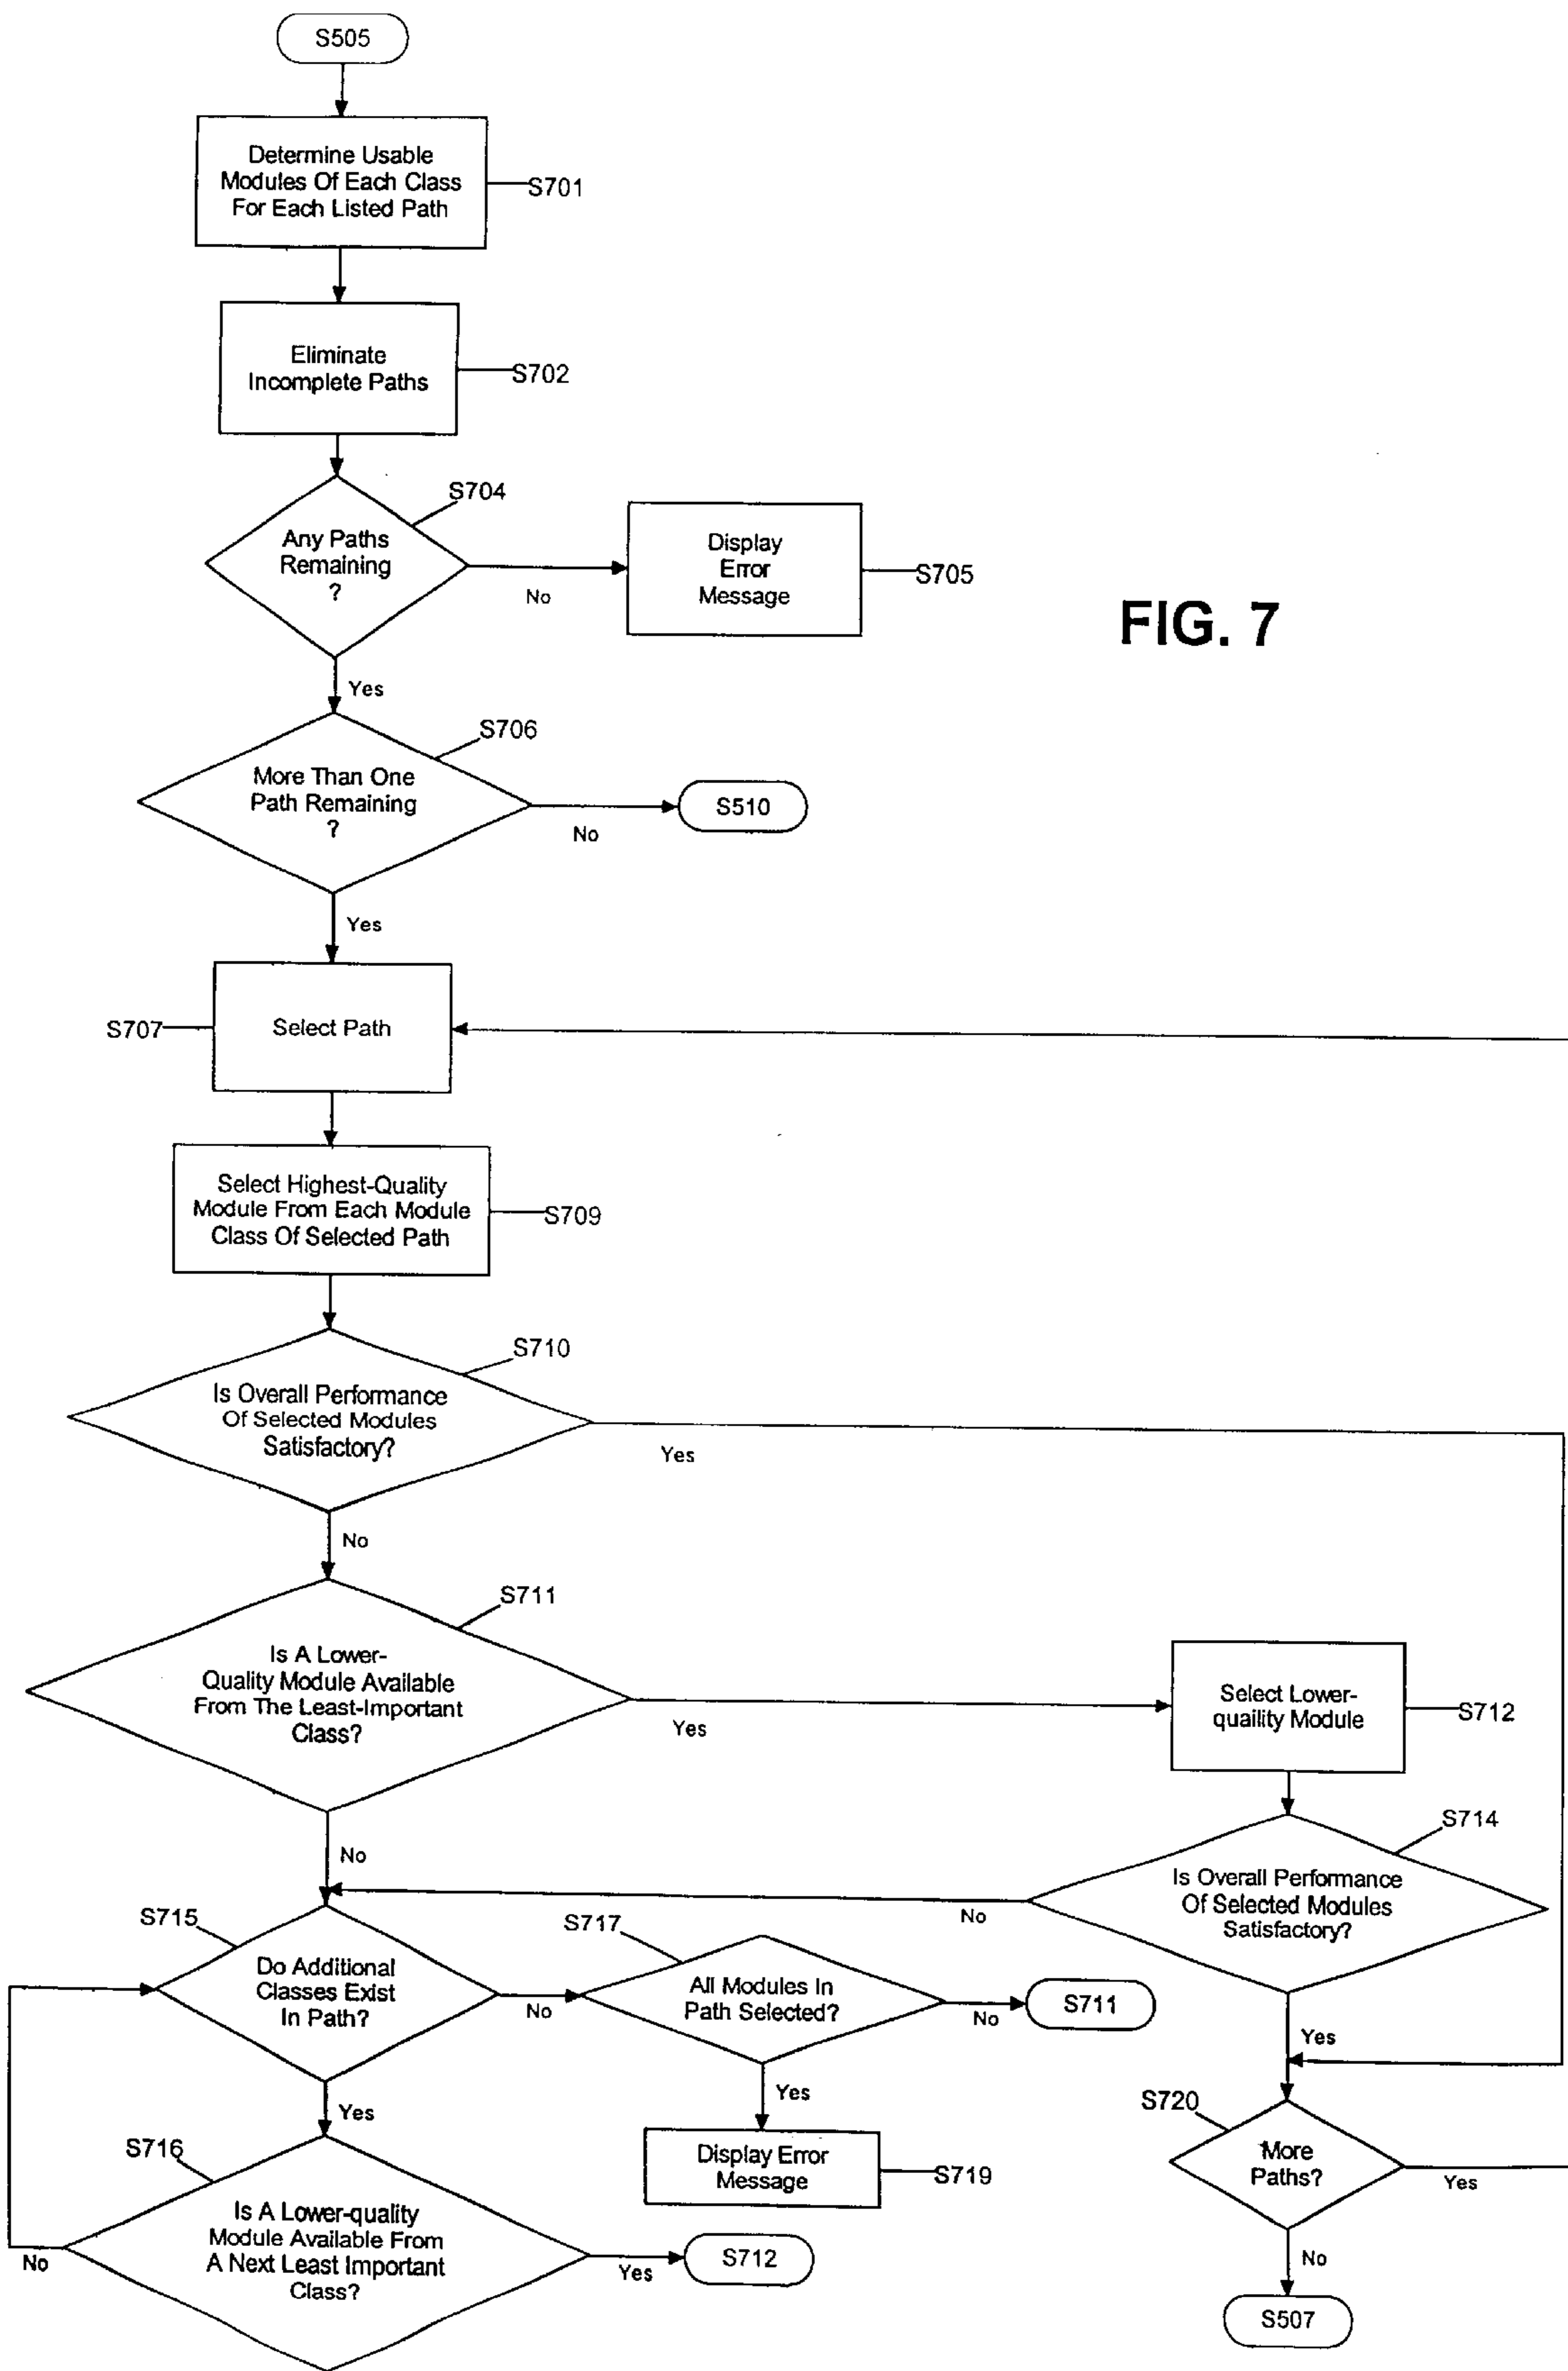 S505
Determine Usable
Modules Of Each Class
For Each Listed Path
S701
Eliminate
Incomplete Paths
S702
S704
Any Paths
Remaining
?
No
Display
Error
Message
S705
FIG. 7
Yes
S706
More Than One
Path Remaining
?
No
S510
Yes
S707
Select Path
Select Highest-Quality
Module From Each Module
Class Of Selected Path
S709
S710
Is Overall Performance
Of Selected Modules
Satisfactory?
Yes
No
S711
Is A Lower-
Quality Module Available
From The Least-Important
Class?
Yes
Select Lower-
quaility Module
S712
No
S714
Is Overall Performance
Of Selected Modules
Satisfactory?
No
Yes
S715
Do Additional
Classes Exist
In Path?
No
S717
All Modules In
Path Selected?
No
S711
Yes
Display Error
Message
S719
Yes
S716
Is A Lower-quality
Module Available From
A Next Least Important
Class?
No
Yes
S712
S720
More
Paths?
Yes
No
S507